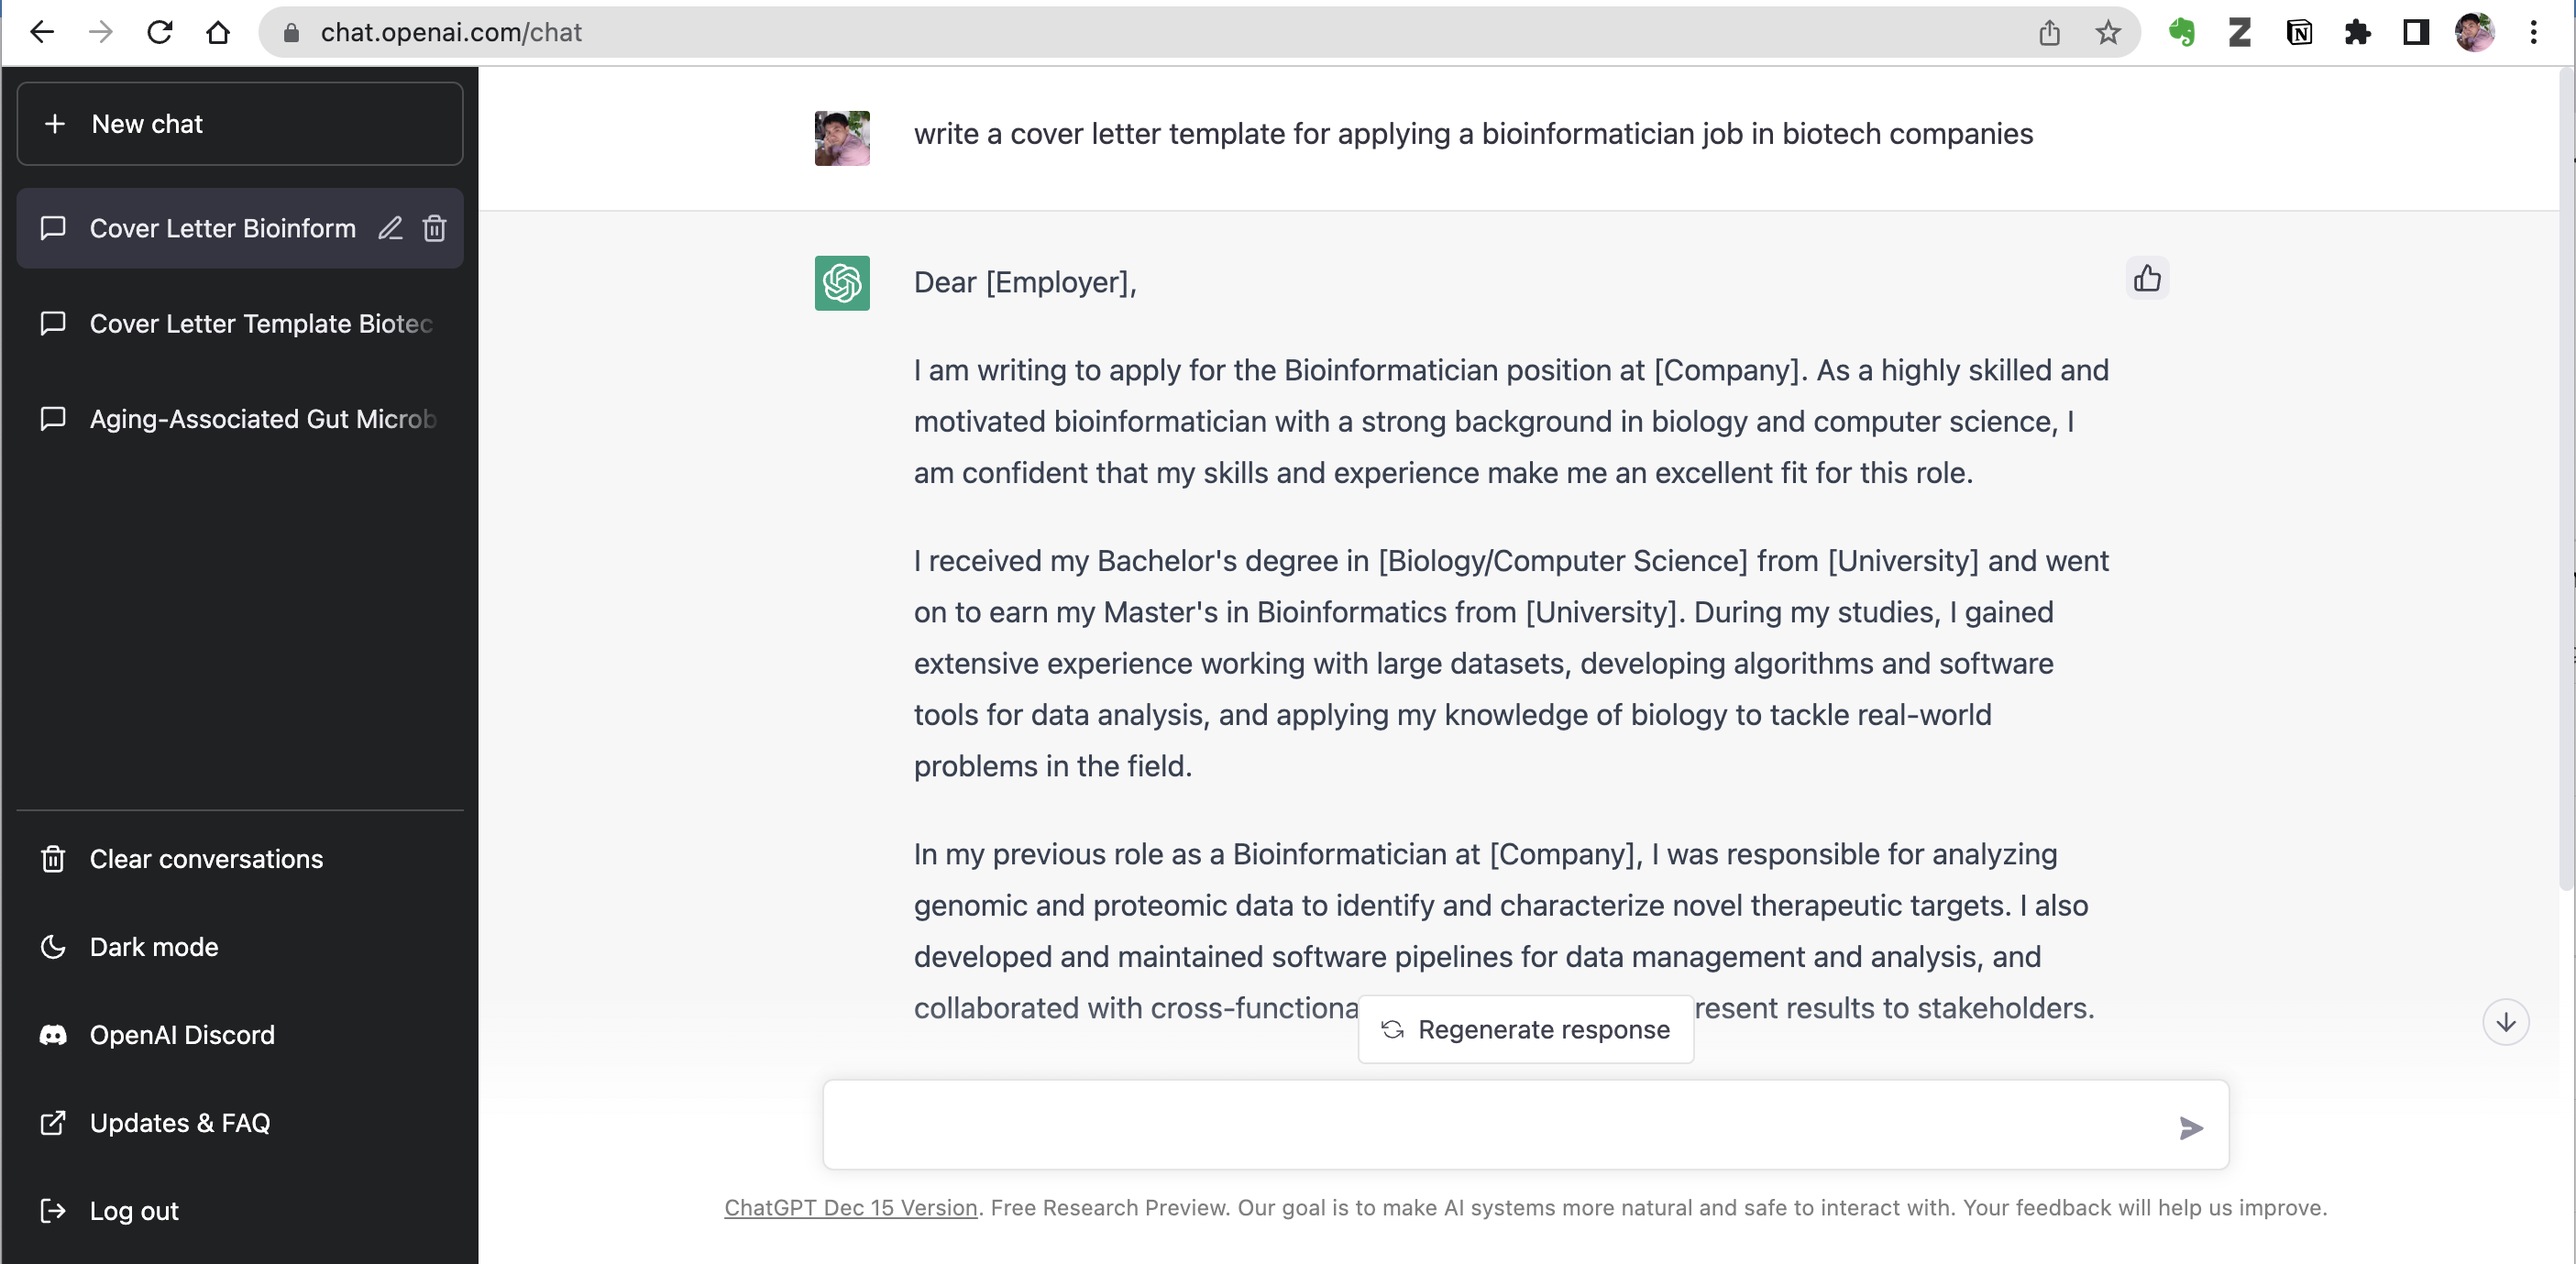 chat.openai.com/chat
New chat
Cover Letter Bioinform
Cover Letter Template Biotec
Aging-Associated Gut Microb
Clear conversations
Dark mode
OpenAI Discord
Updates & FAQ
Log out
write a cover letter template for applying a bioinformatician job in biotech companies
Dear [Employer],
I am writing to apply for the Bioinformatician position at [Company]. As a highly skilled and
motivated bioinformatician with a strong background in biology and computer science, I
am confident that my skills and experience make me an excellent fit for this role.
I received my Bachelor's degree in [Biology/Computer Science] from [University] and went
on to earn my Master's in Bioinformatics from [University]. During my studies, I gained
extensive experience working with large datasets, developing algorithms and software
tools for data analysis, and applying my knowledge of biology to tackle real-world
problems in the field.
In my previous role as a Bioinformatician at [Company], I was responsible for analyzing
genomic and proteomic data to identify and characterize novel therapeutic targets. I also
developed and maintained software pipelines for data management and analysis, and
collaborated with cross-functiona resent results to stakeholders.
Regenerate response
ChatGPT Dec 15 Version. Free Research Preview. Our goal is to make AI systems more natural and safe to interact with. Your feedback will help us improve.